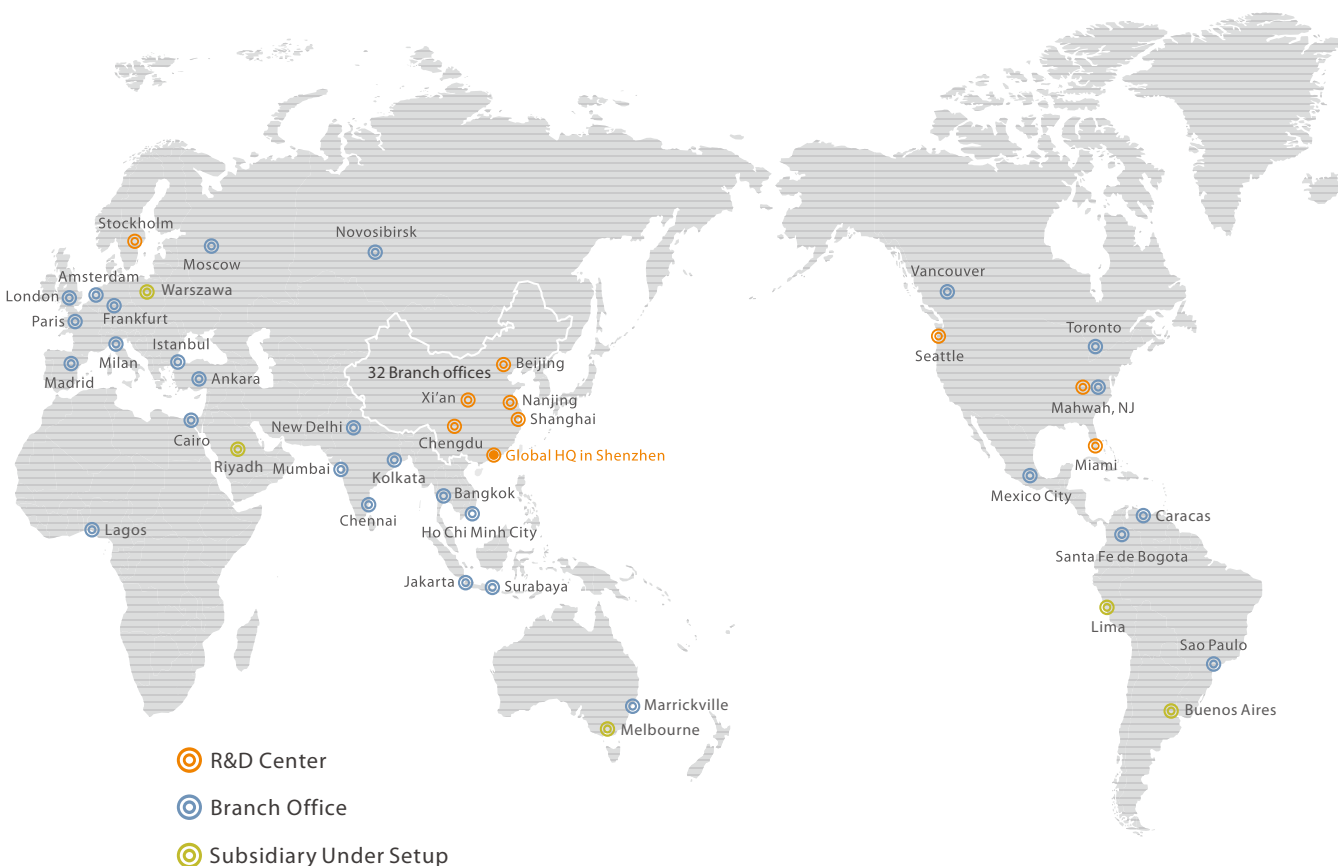 Stockholm
Novosibirsk
Moscow
Amsterdam
London
Warszawa
Paris
Frankfurt
Istanbul
Milan
Madrid
Ankara
32 Branch offices
Beijing
Xi'an
Nanjing
Shanghai
Chengdu
Global HQ in Shenzhen
Cairo
New Delhi
Riyadh
Mumbai
Kolkata
Chennai
Bangkok
Ho Chi Minh City
Lagos
Jakarta
Surabaya
Marrickville
Melbourne
Vancouver
Toronto
Seattle
Mahwah, NJ
Miami
Mexico City
Caracas
Santa Fe de Bogota
Lima
Sao Paulo
Buenos Aires
R&D Center
Branch Office
Subsidiary Under Setup